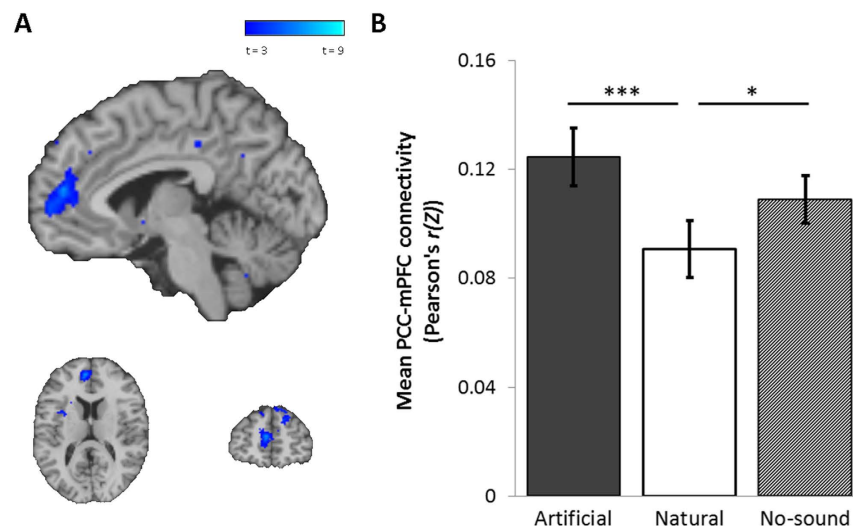 A
t = 3
t = 9
B
Mean PCC-mPFC connectivity
(Pearson's r(Z))
0.16
0.12
0.08
0.04
0
***
*
Artificial
Natural
No-sound